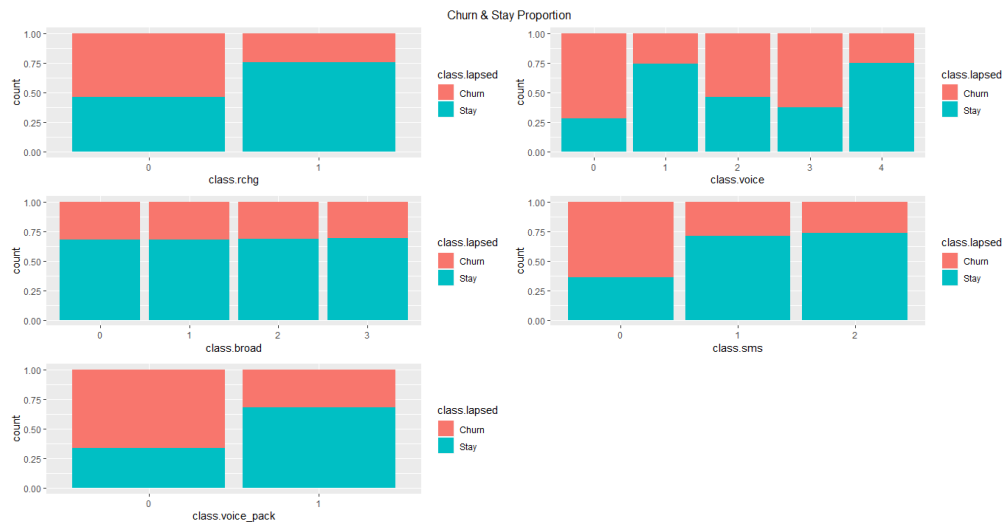 Churn & Stay Proportion
1.00
0.75
0.50
0.25
0.00
count
0 1
class.rchg
class.lapsed
Churn
Stay
1.00
0.75
0.50
0.25
0.00
count
0 1 2 3 4
class.voice
class.lapsed
Churn
Stay
1.00
0.75
0.50
0.25
0.00
count
0 1 2 3
class.broad
class.lapsed
Churn
Stay
1.00
0.75
0.50
0.25
0.00
count
0 1 2
class.sms
class.lapsed
Churn
Stay
1.00
0.75
0.50
0.25
0.00
count
0 1
class.voice_pack
class.lapsed
Churn
Stay